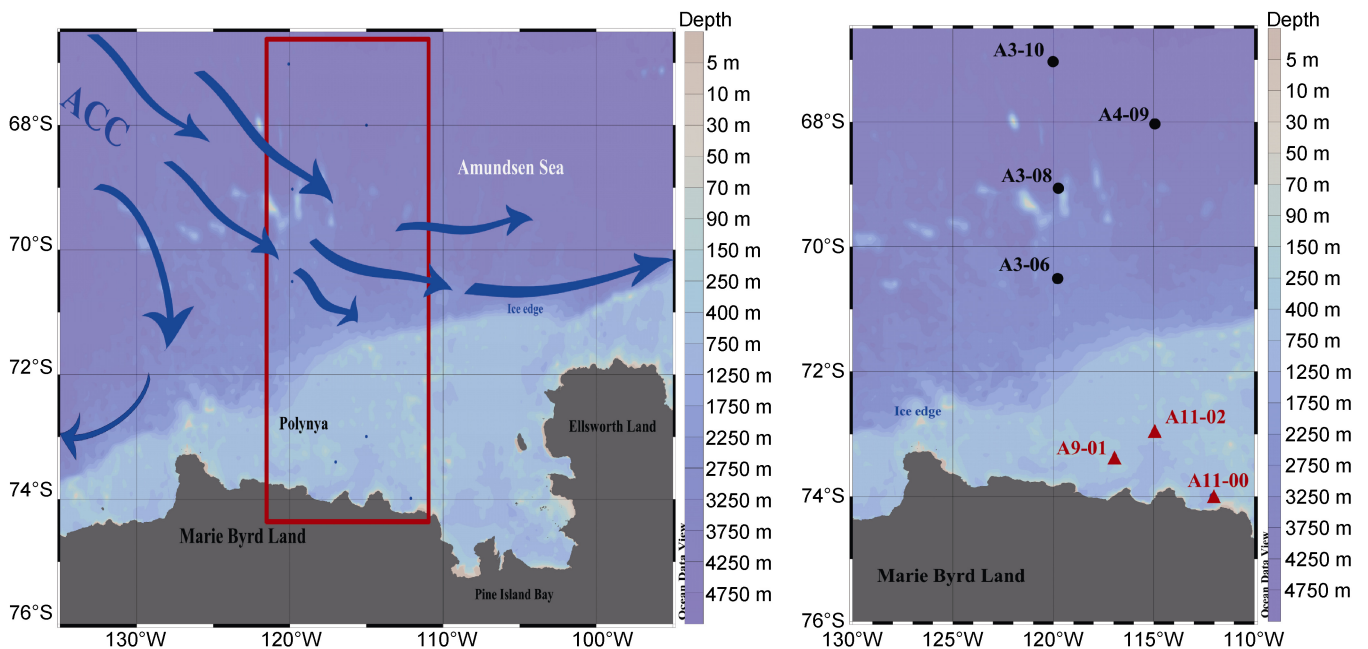 Depth
5 m
10 m
30 m
50 m
70 m
90 m
150 m
250 m
400 m
750 m
1250 m
1750 m
2250 m
2750 m
3250 m
3750 m
4250 m
4750 m
Ocean Data View
68°S
70°S
72°S
74°S
76°S
130°W
120°W
110°W
100°W
ACC
Amundsen Sea
Ice edge
Polynya
Ellsworth Land
Marie Byrd Land
Pine Island Bay
Depth
5 m
10 m
30 m
50 m
70 m
90 m
150 m
250 m
400 m
750 m
1250 m
1750 m
2250 m
2750 m
3250 m
3750 m
4250 m
4750 m
Ocean Data View
68°S
70°S
72°S
74°S
76°S
130°W
125°W
120°W
115°W
110°W
A3-10
A4-09
A3-08
A3-06
Ice edge
A11-02
A9-01
A11-00
Marie Byrd Land